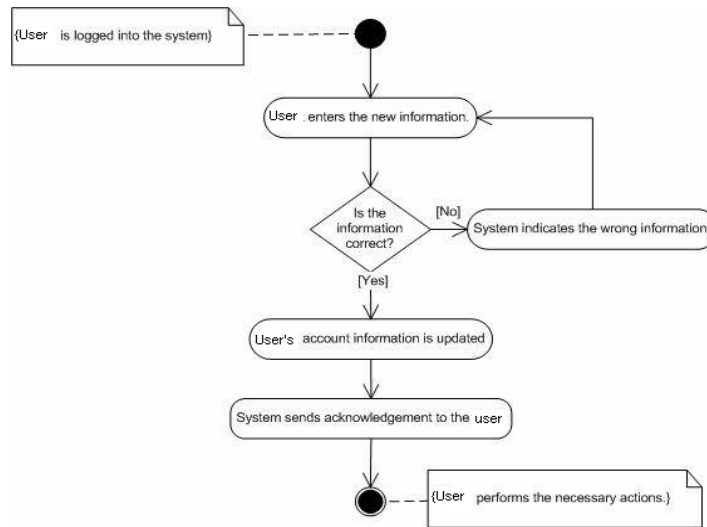 {User is logged into the system}
User : enters the new information.
Is the
information
correct?
[No]
System indicates the wrong information
[Yes]
User's account information is updated
System sends acknowledgement to the user
{User performs the necessary actions.}